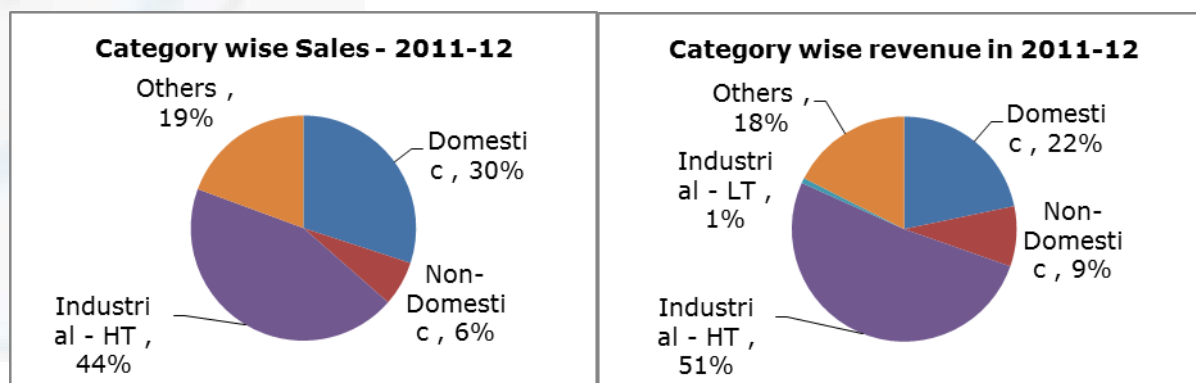 Category wise Sales - 2011-12
Others ,
19%
Domesti
c , 30%
Non-
Domesti
c , 6%
Industri
al - HT ,
44%
Category wise revenue in 2011-12
Others ,
18%
Domesti
c , 22%
Industri
al - LT ,
1%
Non-
Domesti
c , 9%
Industri
al - HT ,
51%